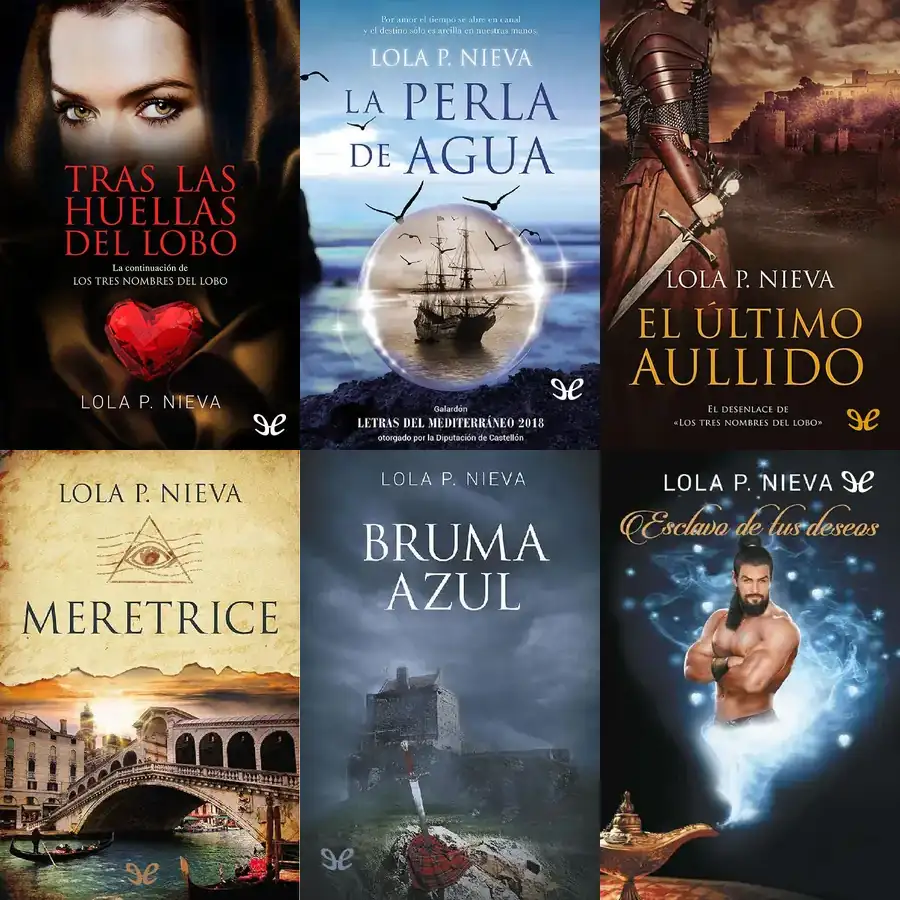 TRAS LAS
HUELLAS
DEL LOBO
La continuación de
LOS TRES NOMBRES DEL LOBO
LOLA P. NIEVA
Por amor el tiempo se abre en canal
y el destino sólo es arcilla en nuestras manos
LOLA P. NIEVA
LA PERLA
DE AGUA
Galardón
LETRAS DEL MEDITERRÁNEO 2018
otorgado por la Diputación de Castellón
LOLA P. NIEVA
EL ÚLTIMO
AULLIDO
EL DESENLACE DE
«LOS TRES NOMBRES DEL LOBO»
LOLA P. NIEVA
MERETRICE
LOLA P. NIEVA
BRUMA
AZUL
LOLA P. NIEVA
Esclavo de tus deseos